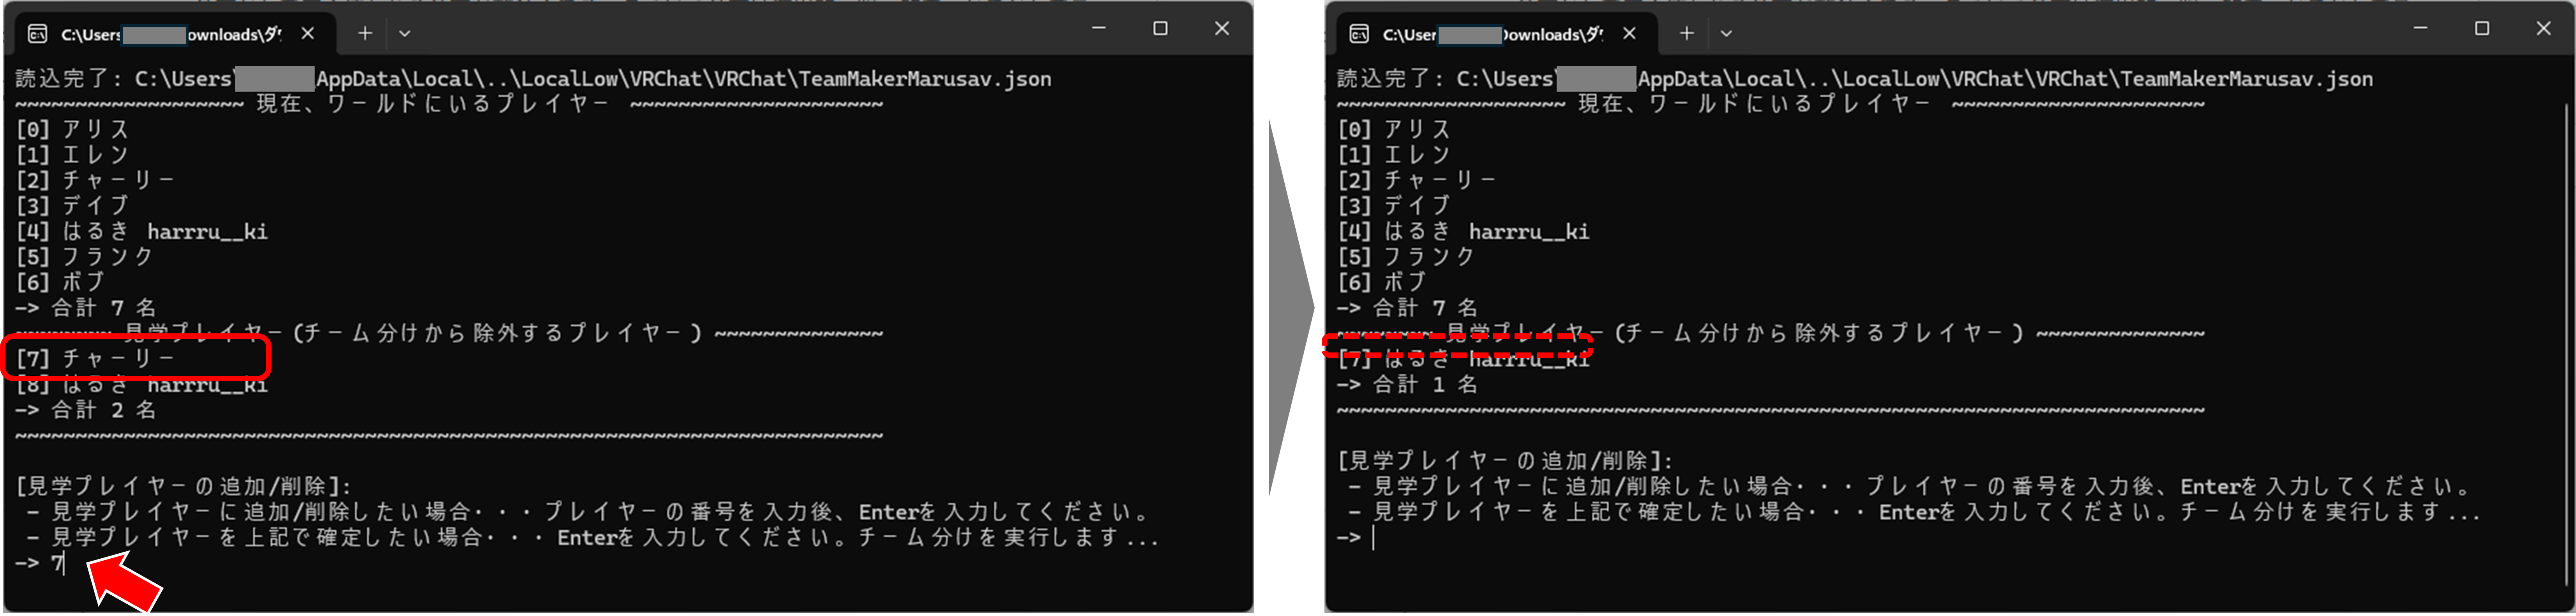 C:\Users ownloads\ダ
読込完了: C:\Users\ AppData\Local\..\LocalLow\VRChat\VRChat\TeamMakerMarusav.json
~~~~~~~~~~~~~~~~~~~ 現在、ワールドにいるプレイヤー ~~~~~~~~~~~~~~~~~~~~~
[0] アリス
[1] エレン
[2] チャーリー
[3] デイブ
[4] はるき harrru__ki
[5] フランク
[6] ボブ
-> 合計 7 名
~~~~~~~~ 見学プレイヤー(チーム分けから除外するプレイヤー) ~~~~~~~~~~~~~~
[7] チャーリー
[8] はるき harrru__ki
-> 合計 2 名
~~~~~~~~~~~~~~~~~~~~~~~~~~~~~~~~~~~~~~~~~~~~~~~~~~~~~~~~~~~~~~~~~~~~~~~~
[見学プレイヤーの追加/削除]:
- 見学プレイヤーに追加/削除したい場合・・・プレイヤーの番号を入力後、Enterを入力してください。
- 見学プレイヤーを上記で確定したい場合・・・Enterを入力してください。チーム分けを実行します...
-> 7
C:\User Downloads\ダ
読込完了: C:\Users\ AppData\Local\..\LocalLow\VRChat\VRChat\TeamMakerMarusav.json
~~~~~~~~~~~~~~~~~~~ 現在、ワールドにいるプレイヤー ~~~~~~~~~~~~~~~~~~~~~
[0] アリス
[1] エレン
[2] チャーリー
[3] デイブ
[4] はるき harrru__ki
[5] フランク
[6] ボブ
-> 合計 7 名
~~~~~~~~ 見学プレイヤー(チーム分けから除外するプレイヤー) ~~~~~~~~~~~~~~
[7] はるき harrru__ki
-> 合計 1 名
~~~~~~~~~~~~~~~~~~~~~~~~~~~~~~~~~~~~~~~~~~~~~~~~~~~~~~~~~~~~~~~~~~~~~~~~
[見学プレイヤーの追加/削除]:
- 見学プレイヤーに追加/削除したい場合・・・プレイヤーの番号を入力後、Enterを入力してください。
- 見学プレイヤーを上記で確定したい場合・・・Enterを入力してください。チーム分けを実行します...
->